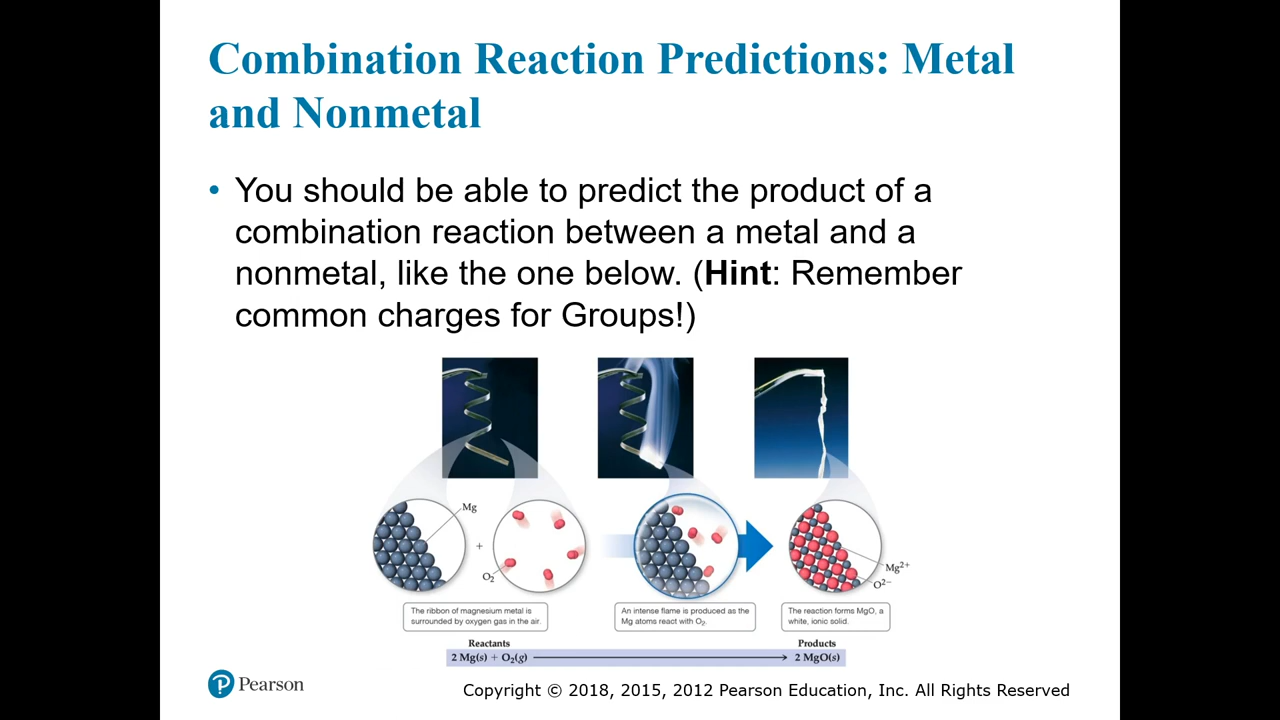 Combination Reaction Predictions: Metal
and Nonmetal
• You should be able to predict the product of a
combination reaction between a metal and a
nonmetal, like the one below. (Hint: Remember
common charges for Groups!)
Mg
+
O₂
Mg²⁺
O²⁻
The ribbon of magnesium metal is
surrounded by oxygen gas in the air.
An intense flame is produced as the
Mg atoms react with O₂.
The reaction forms MgO, a
white, ionic solid.
Reactants
Products
2 Mg(s) + O₂(g) ⟶ 2 MgO(s)
P Pearson
Copyright © 2018, 2015, 2012 Pearson Education, Inc. All Rights Reserved